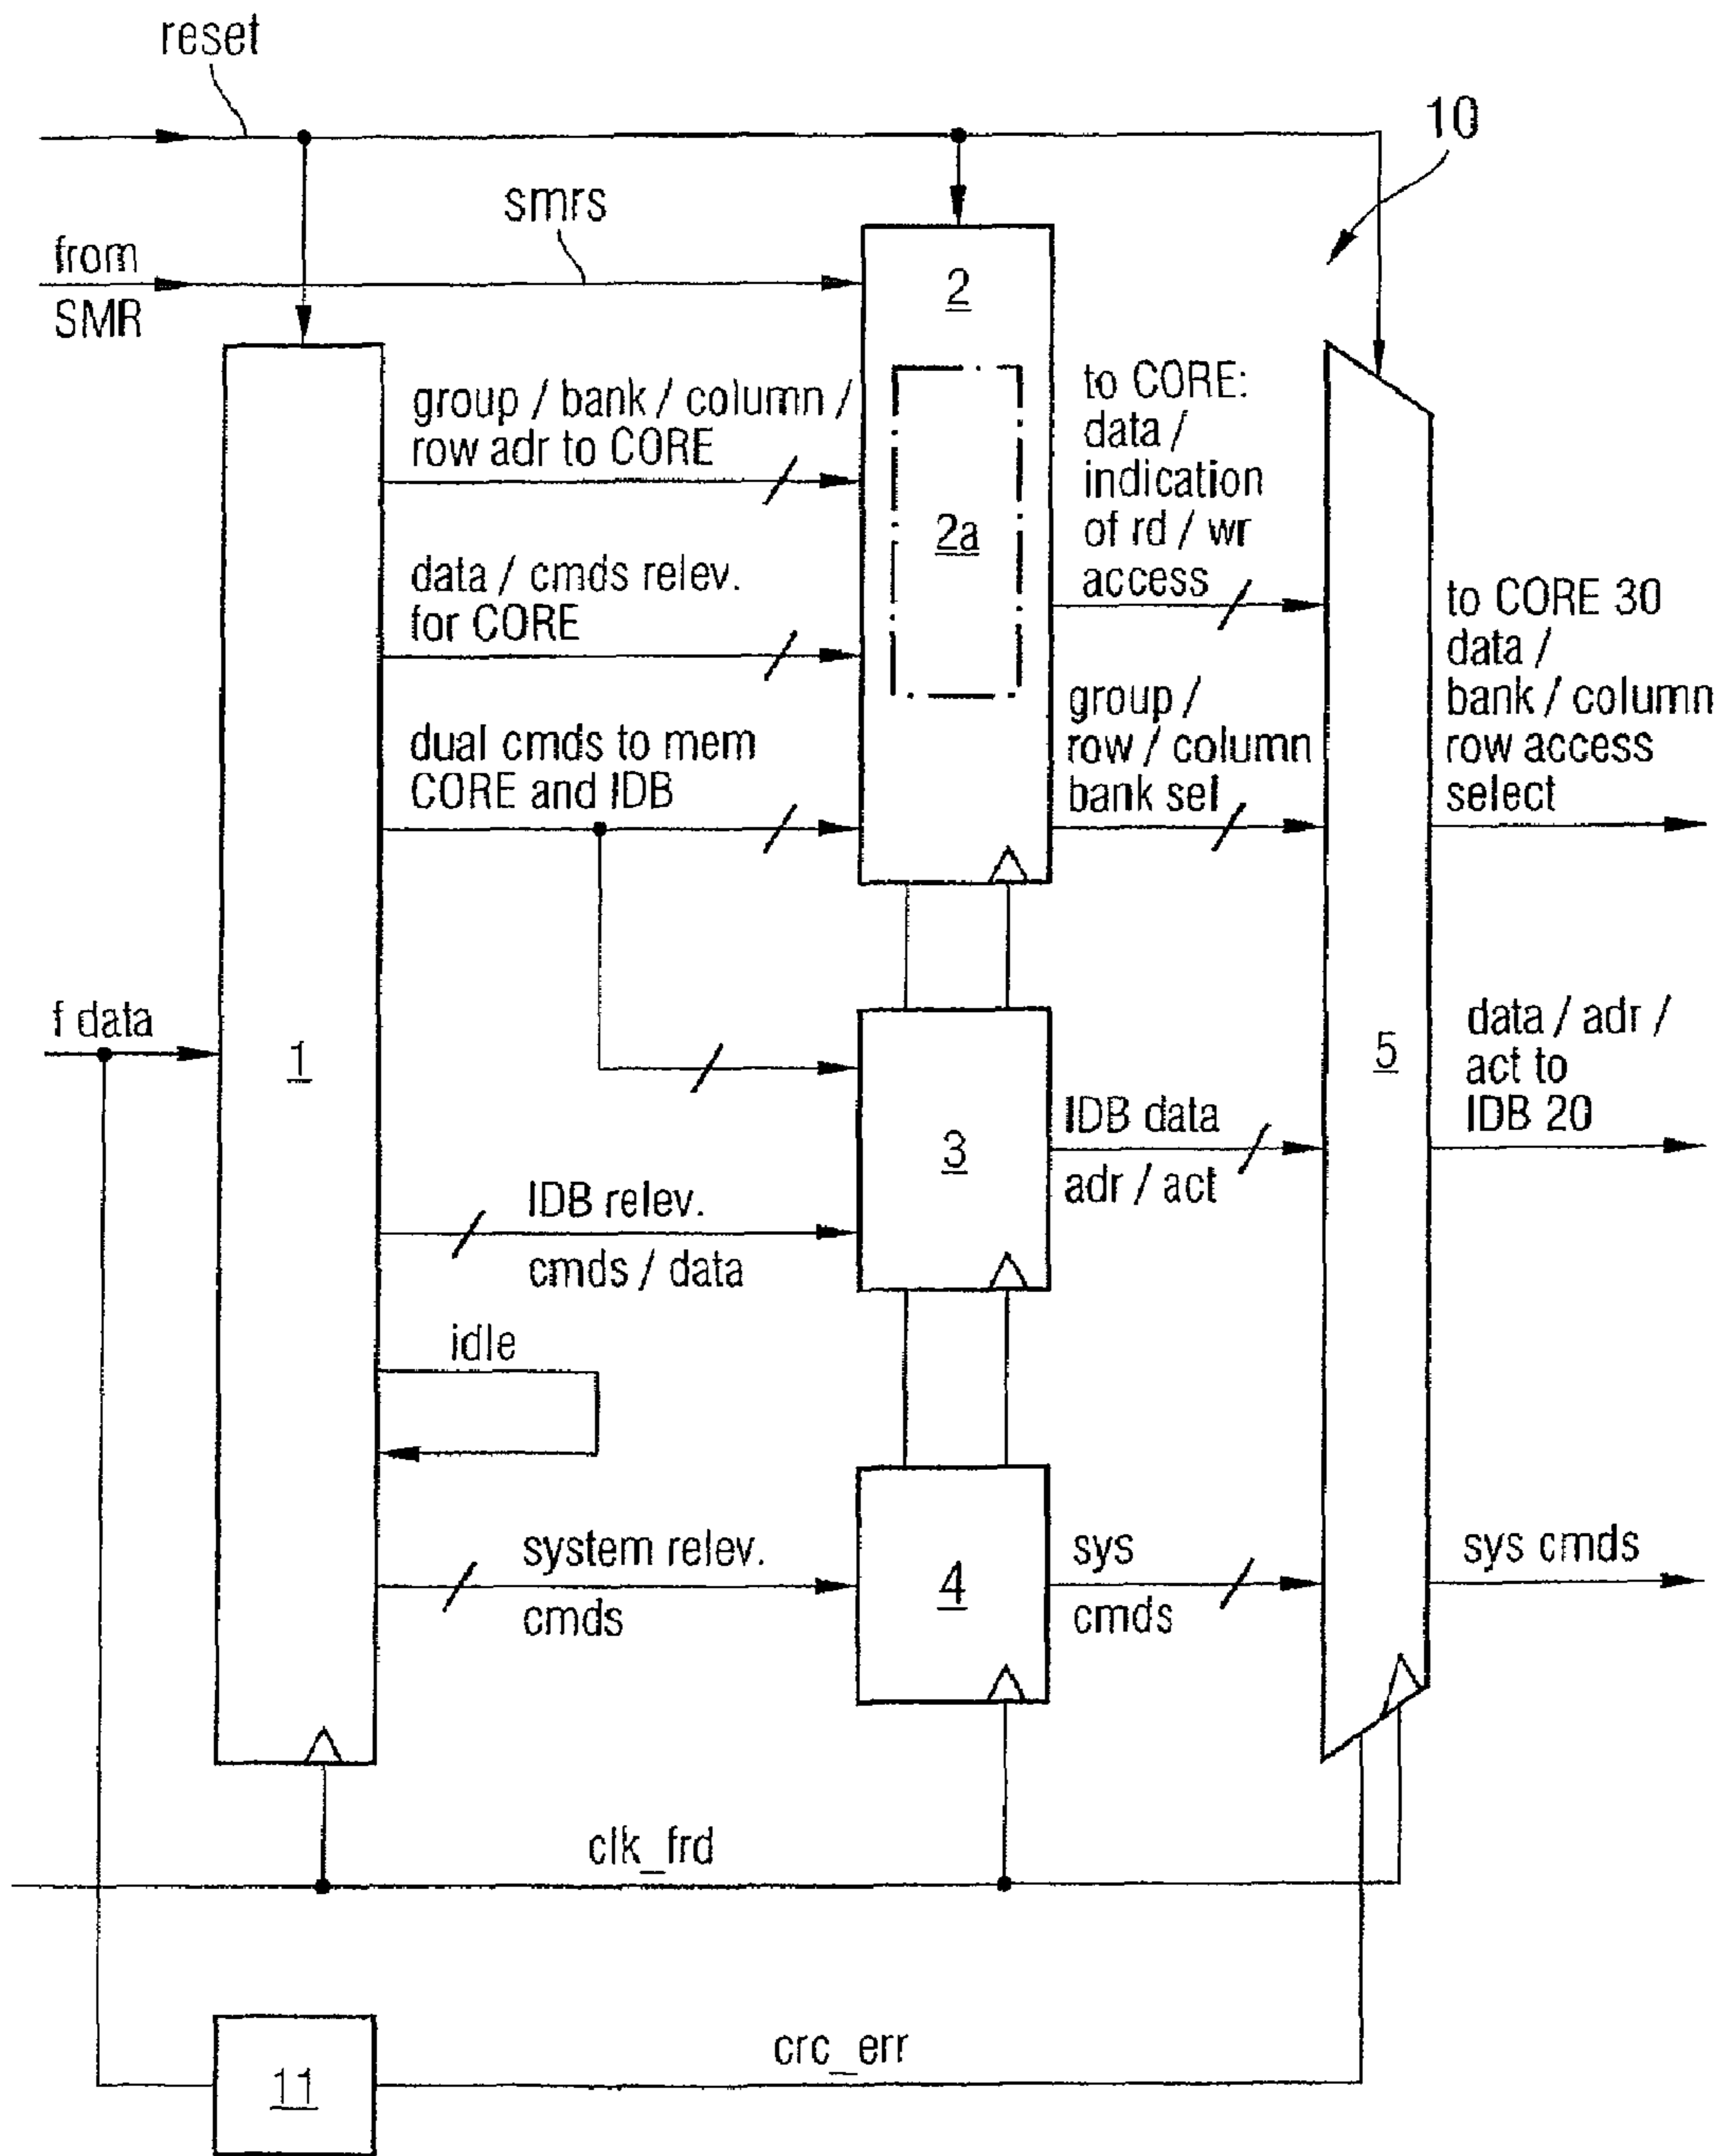 reset
10
smrs
from
SMR
2
group / bank / column /
row adr to CORE
to CORE:
data /
indication
of rd / wr
access
2a
data / cmds relev.
for CORE
to CORE 30
data /
bank / column
row access
select
dual cmds to mem
CORE and IDB
group /
row / column
bank sel
f data
1
3
5
data / adr /
act to
IDB 20
IDB data
adr / act
IDB relev.
cmds / data
idle
system relev.
cmds
4
sys
cmds
sys cmds
clk_frd
crc_err
11